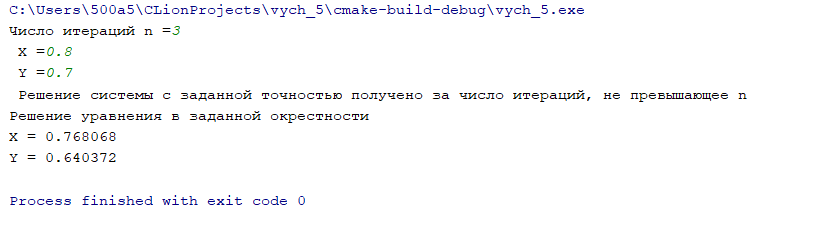 C:\Users\500a5\CLionProjects\vych_5\cmake-build-debug\vych_5.exe
Число итераций n =3
X =0.8
Y =0.7
Решение системы с заданной точностью получено за число итераций, не превышающее n
Решение уравнения в заданной окрестности
X = 0.768068
Y = 0.640372
Process finished with exit code 0